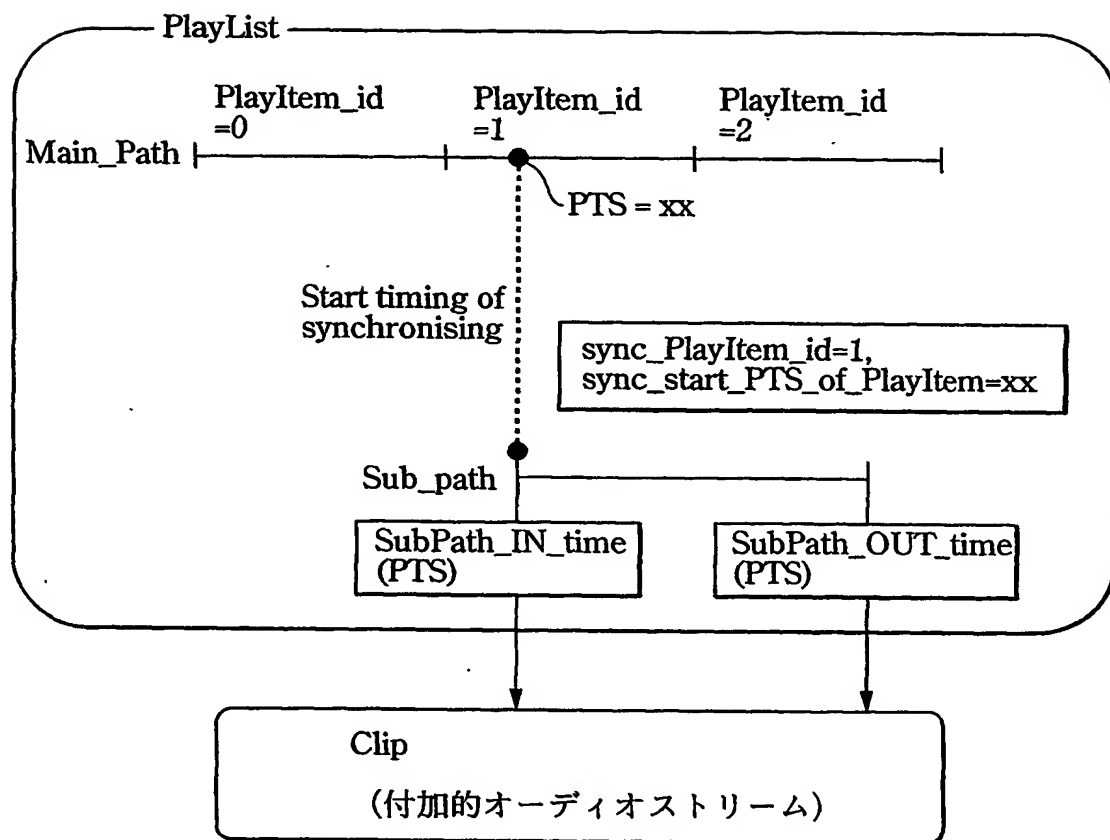 PlayList
PlayItem_id
=0
PlayItem_id
=1
PlayItem_id
=2
Main_Path
PTS = xx
Start timing of
synchronising
sync_PlayItem_id=1,
sync_start_PTS_of_PlayItem=xx
Sub_path
SubPath_IN_time
(PTS)
SubPath_OUT_time
(PTS)
Clip
(付加的オーディオストリーム)